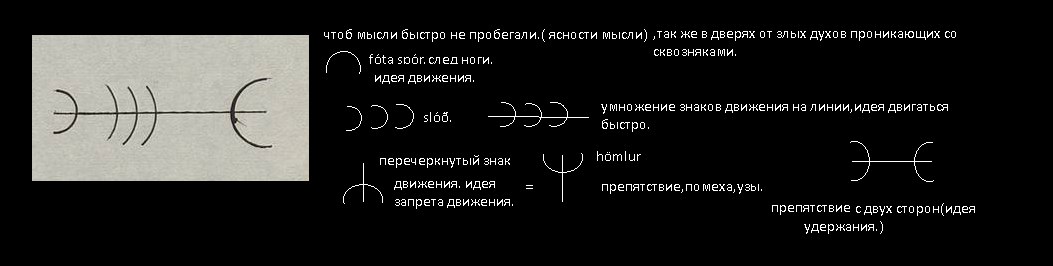 чтоб мысли быстро не пробегали.( ясности мысли) ,так же в дверях от злых духов проникающих со
сквозняками.
fóta spór. след ноги.
идея движения.
slóð.
умножение знаков движения на линии,идея двигаться
быстро.
перечеркнутый знак
движения. идея
запрета движения.
=
hömlur
препятствие,помеха,узы.
препятствие с двух сторон(идея
удержания.)